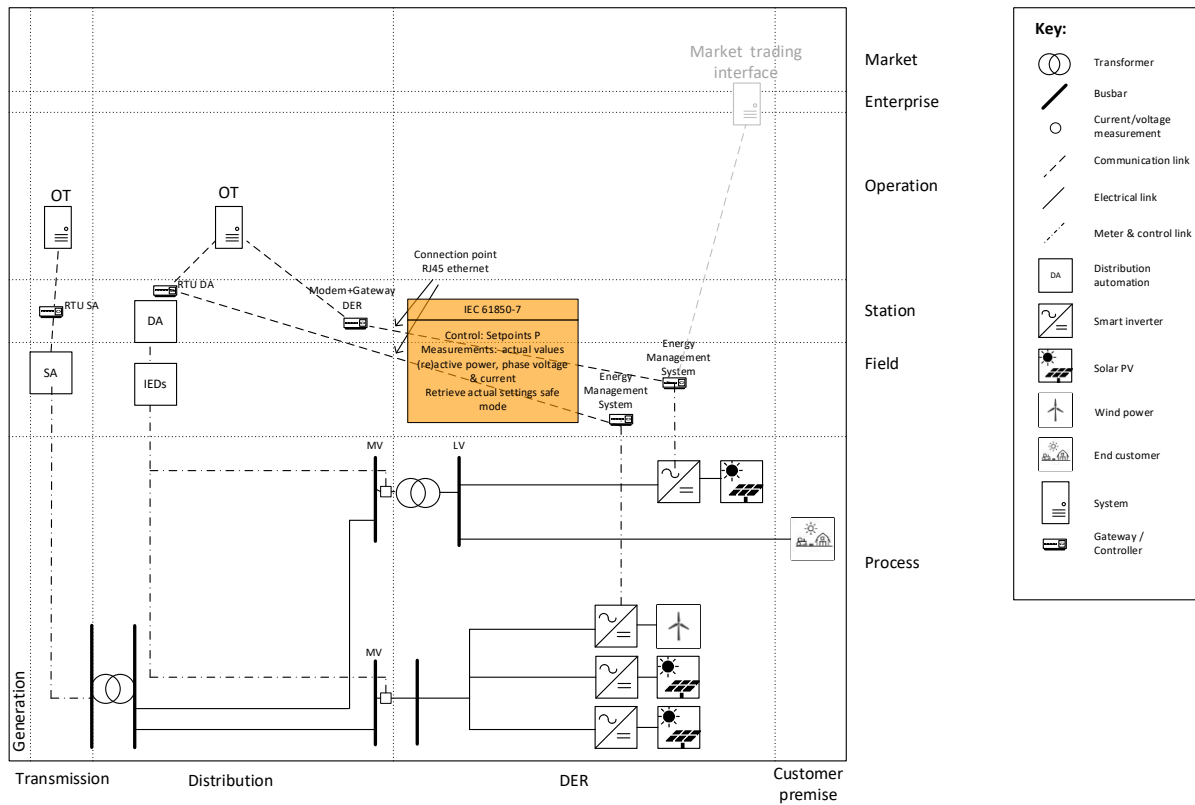 Market trading
interface
OT
OT
Connection point
RJ45 ethernet
RTU SA
RTU DA
Modem+Gateway
DER
DA
SA
IEDs
IEC 61850-7
Control: Setpoints P
Measurements: actual values
(re)active power, phase voltage
& current
Retrieve actual settings safe
mode
Energy
Management
System
Energy
Management
System
MV
LV
MV
Generation
Transmission
Distribution
DER
Customer
premise
Market
Enterprise
Operation
Station
Field
Process
Key:
Transformer
Busbar
Current/voltage
measurement
Communication link
Electrical link
Meter & control link
DA
Distribution
automation
Smart inverter
Solar PV
Wind power
End customer
System
Gateway /
Controller